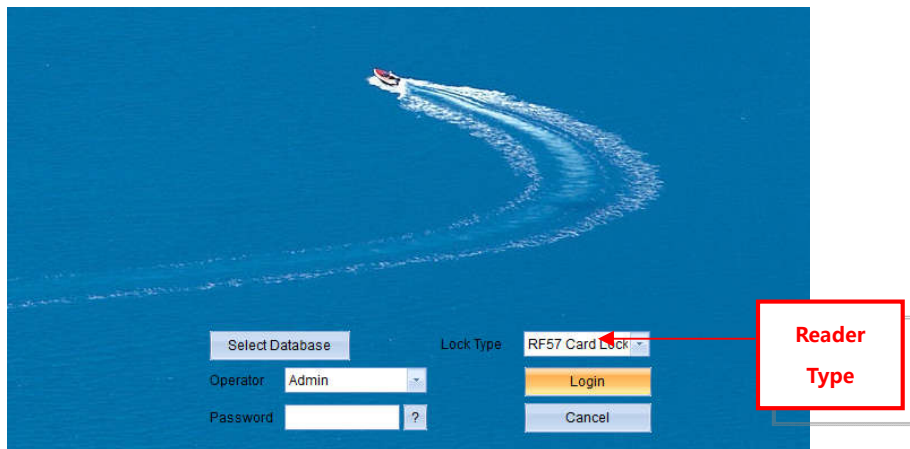 Select Database
Lock Type
RF57 Card Lock
Reader
Type
Operator
Admin
Login
Password
?
Cancel